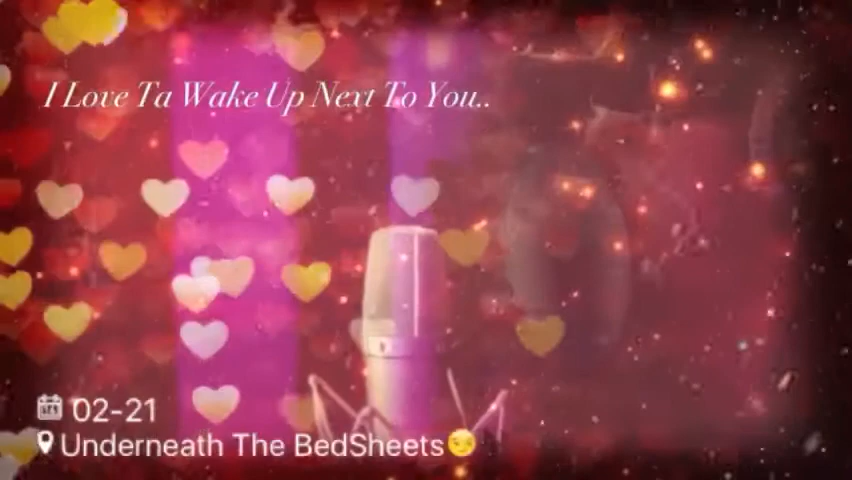 I Love Ta Wake Up Next To You..
02-21
Underneath The BedSheets😏